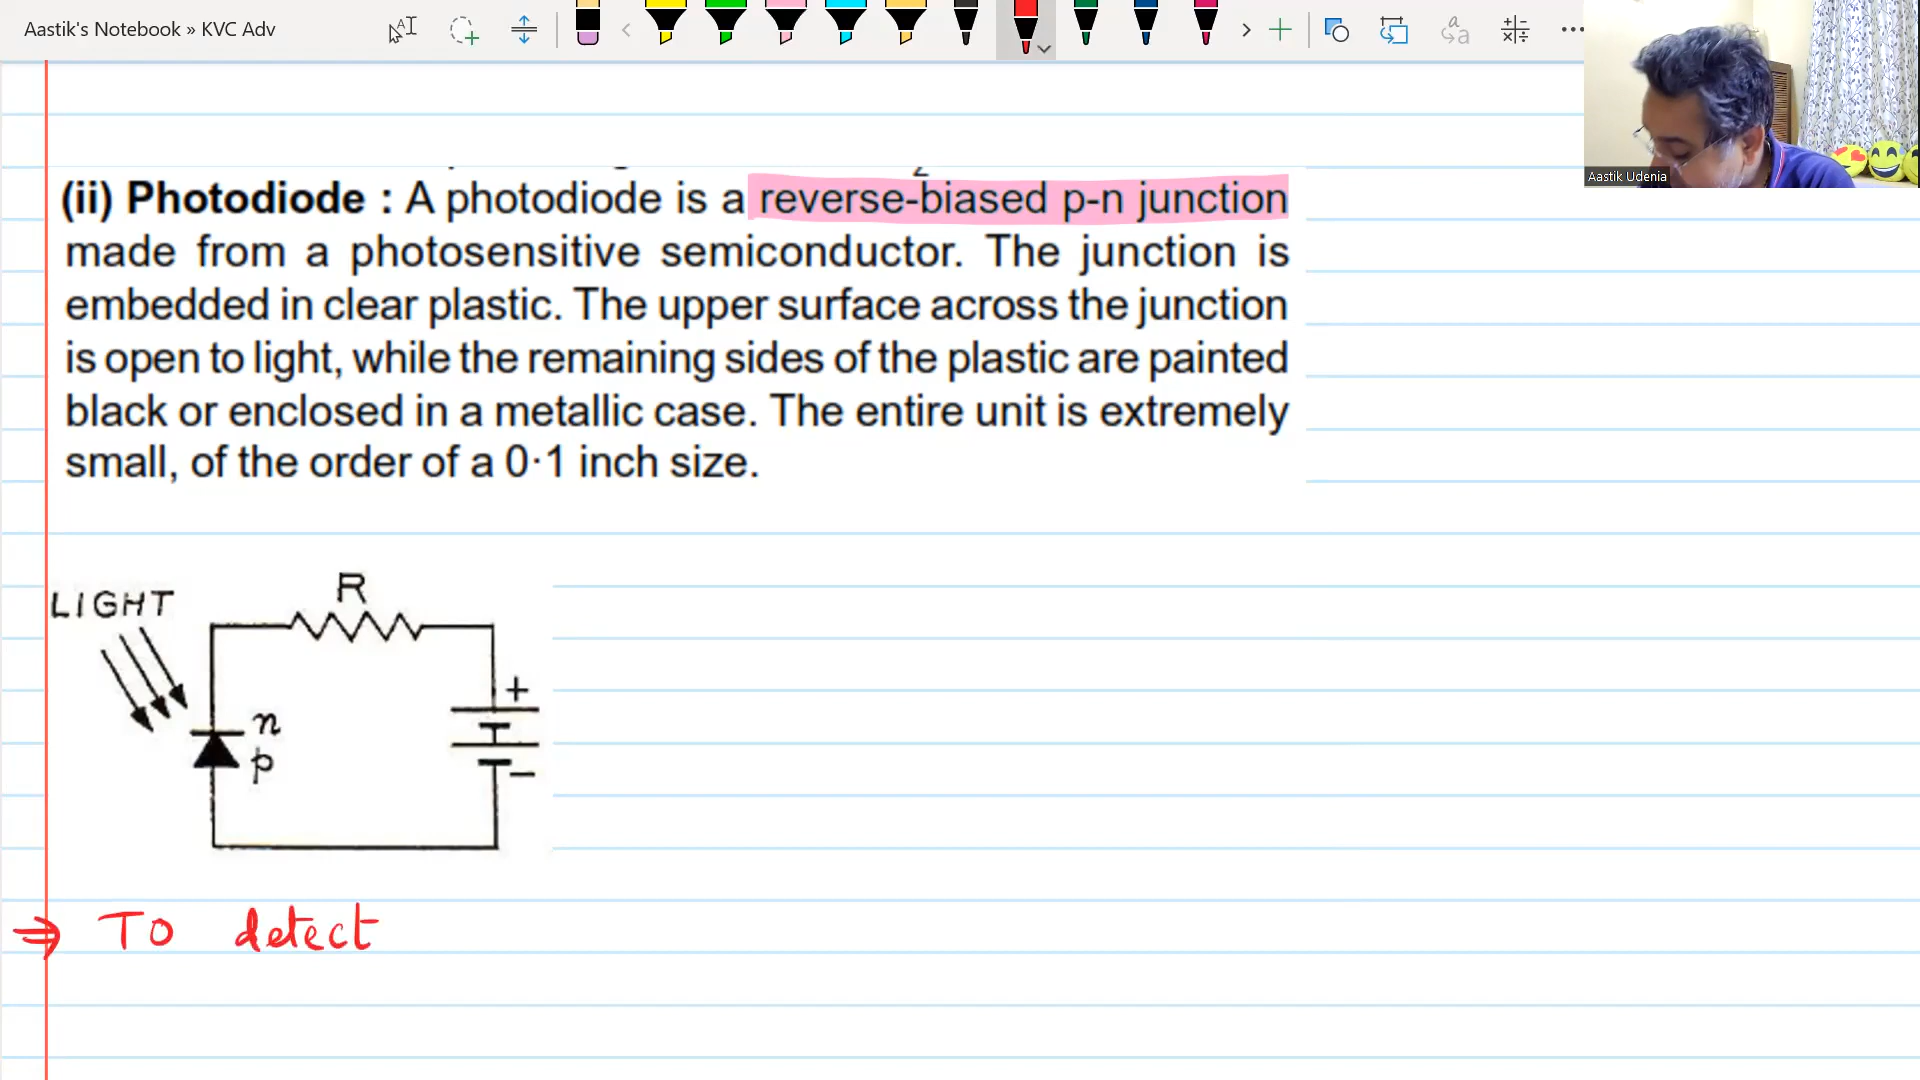 Aastik's Notebook » KVC Adv
Aastik Udenia
(ii) Photodiode : A photodiode is a reverse-biased p-n junction
made from a photosensitive semiconductor. The junction is
embedded in clear plastic. The upper surface across the junction
is open to light, while the remaining sides of the plastic are painted
black or enclosed in a metallic case. The entire unit is extremely
small, of the order of a 0·1 inch size.
R
LIGHT
+
n
p
−
⇒ TO detect